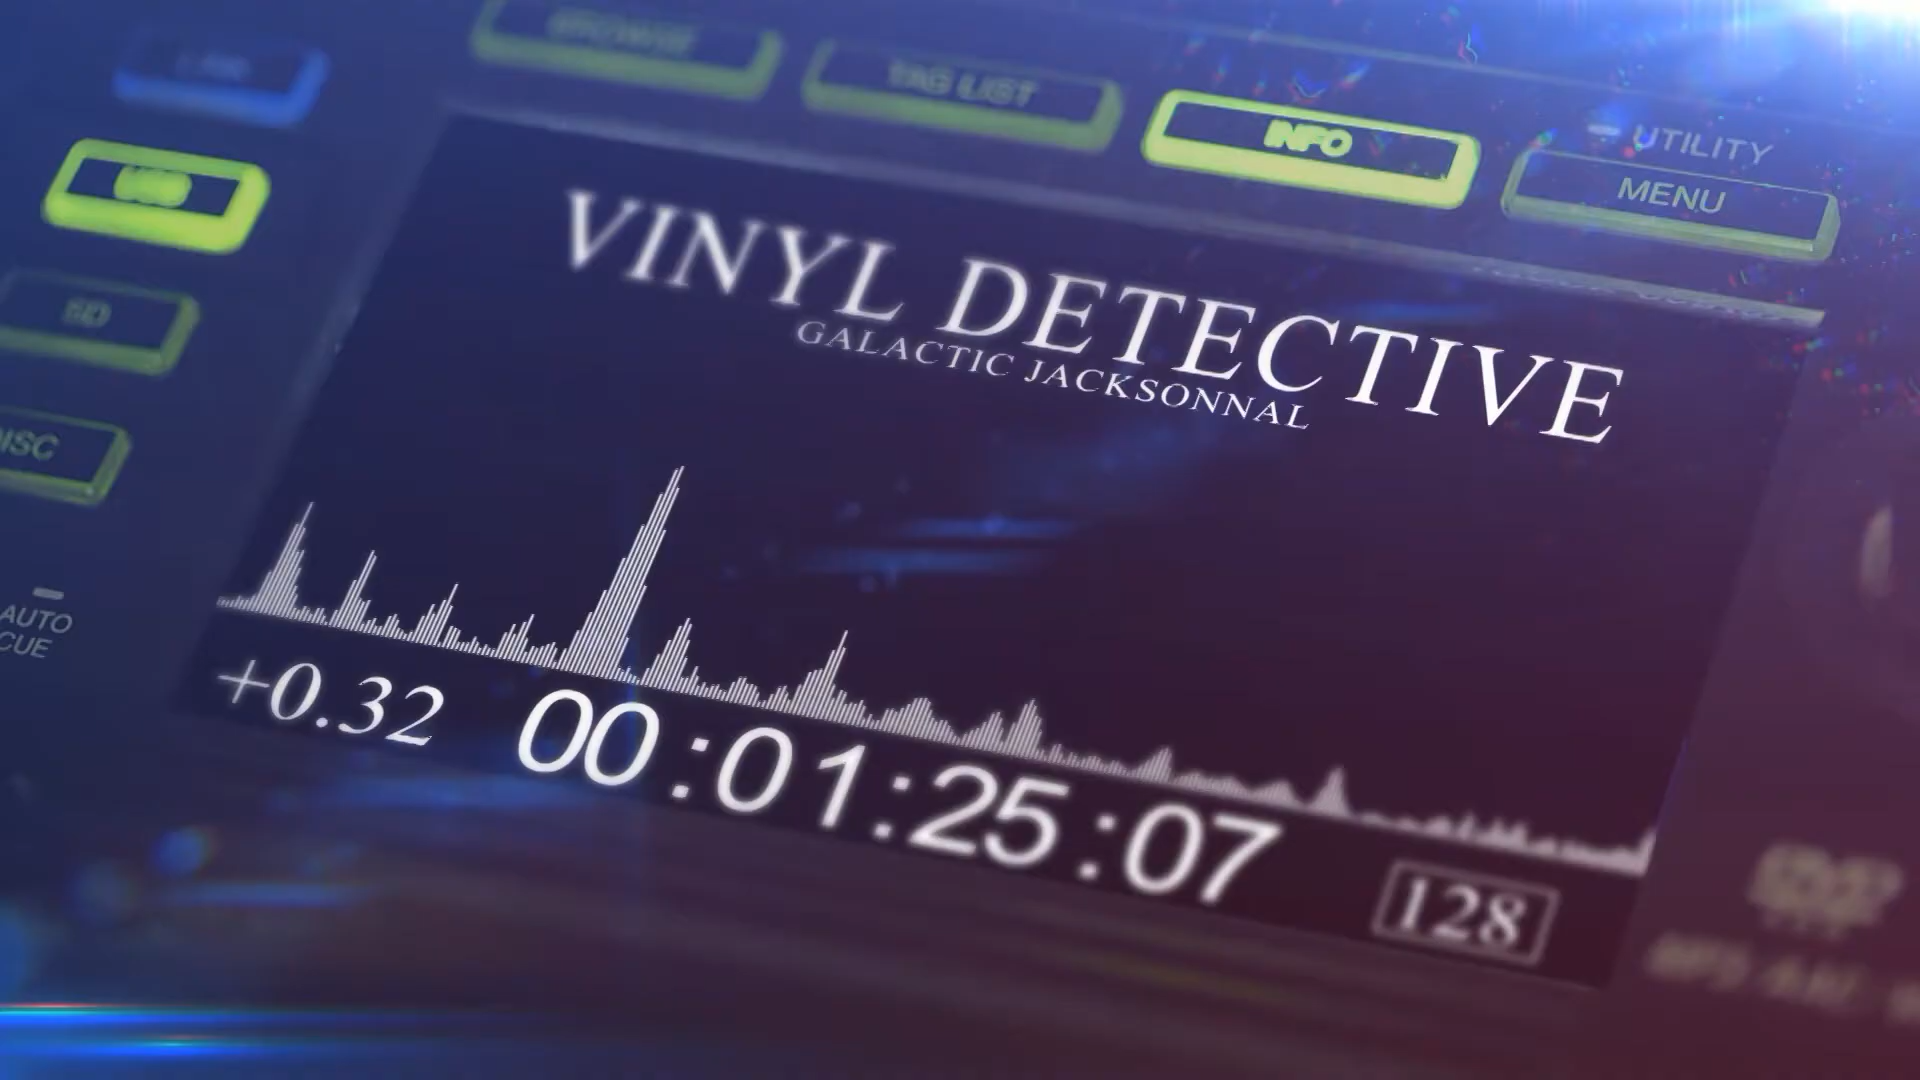 TAG LIST
INFO
UTILITY
MENU
SD
DISC
AUTO
CUE
VINYL DETECTIVE
GALACTIC JACKSONNAL
+0.32
00:01:25:07
128